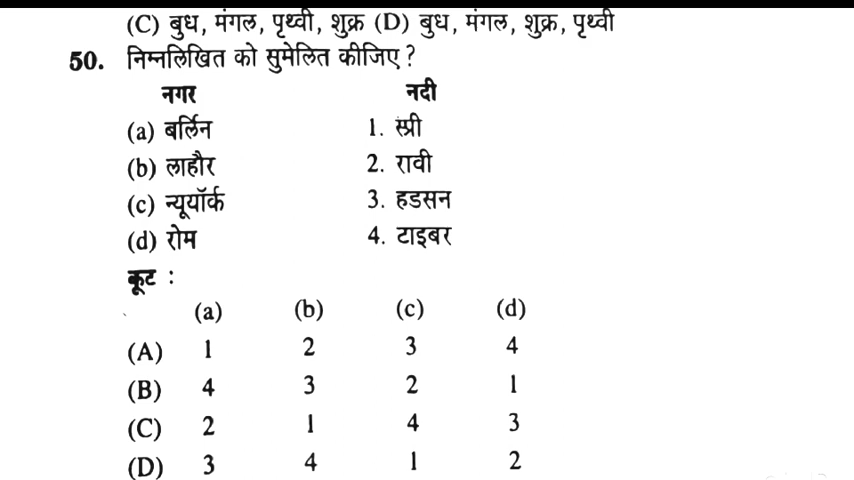 (C) बुध, मंगल, पृथ्वी, शुक्र (D) बुध, मंगल, शुक्र, पृथ्वी
50. निम्नलिखित को सुमेलित कीजिए ?
नगर नदी
(a) बर्लिन 1. स्प्री
(b) लाहौर 2. रावी
(c) न्यूयॉर्क 3. हडसन
(d) रोम 4. टाइबर
कूट :
(a) (b) (c) (d)
(A) 1 2 3 4
(B) 4 3 2 1
(C) 2 1 4 3
(D) 3 4 1 2